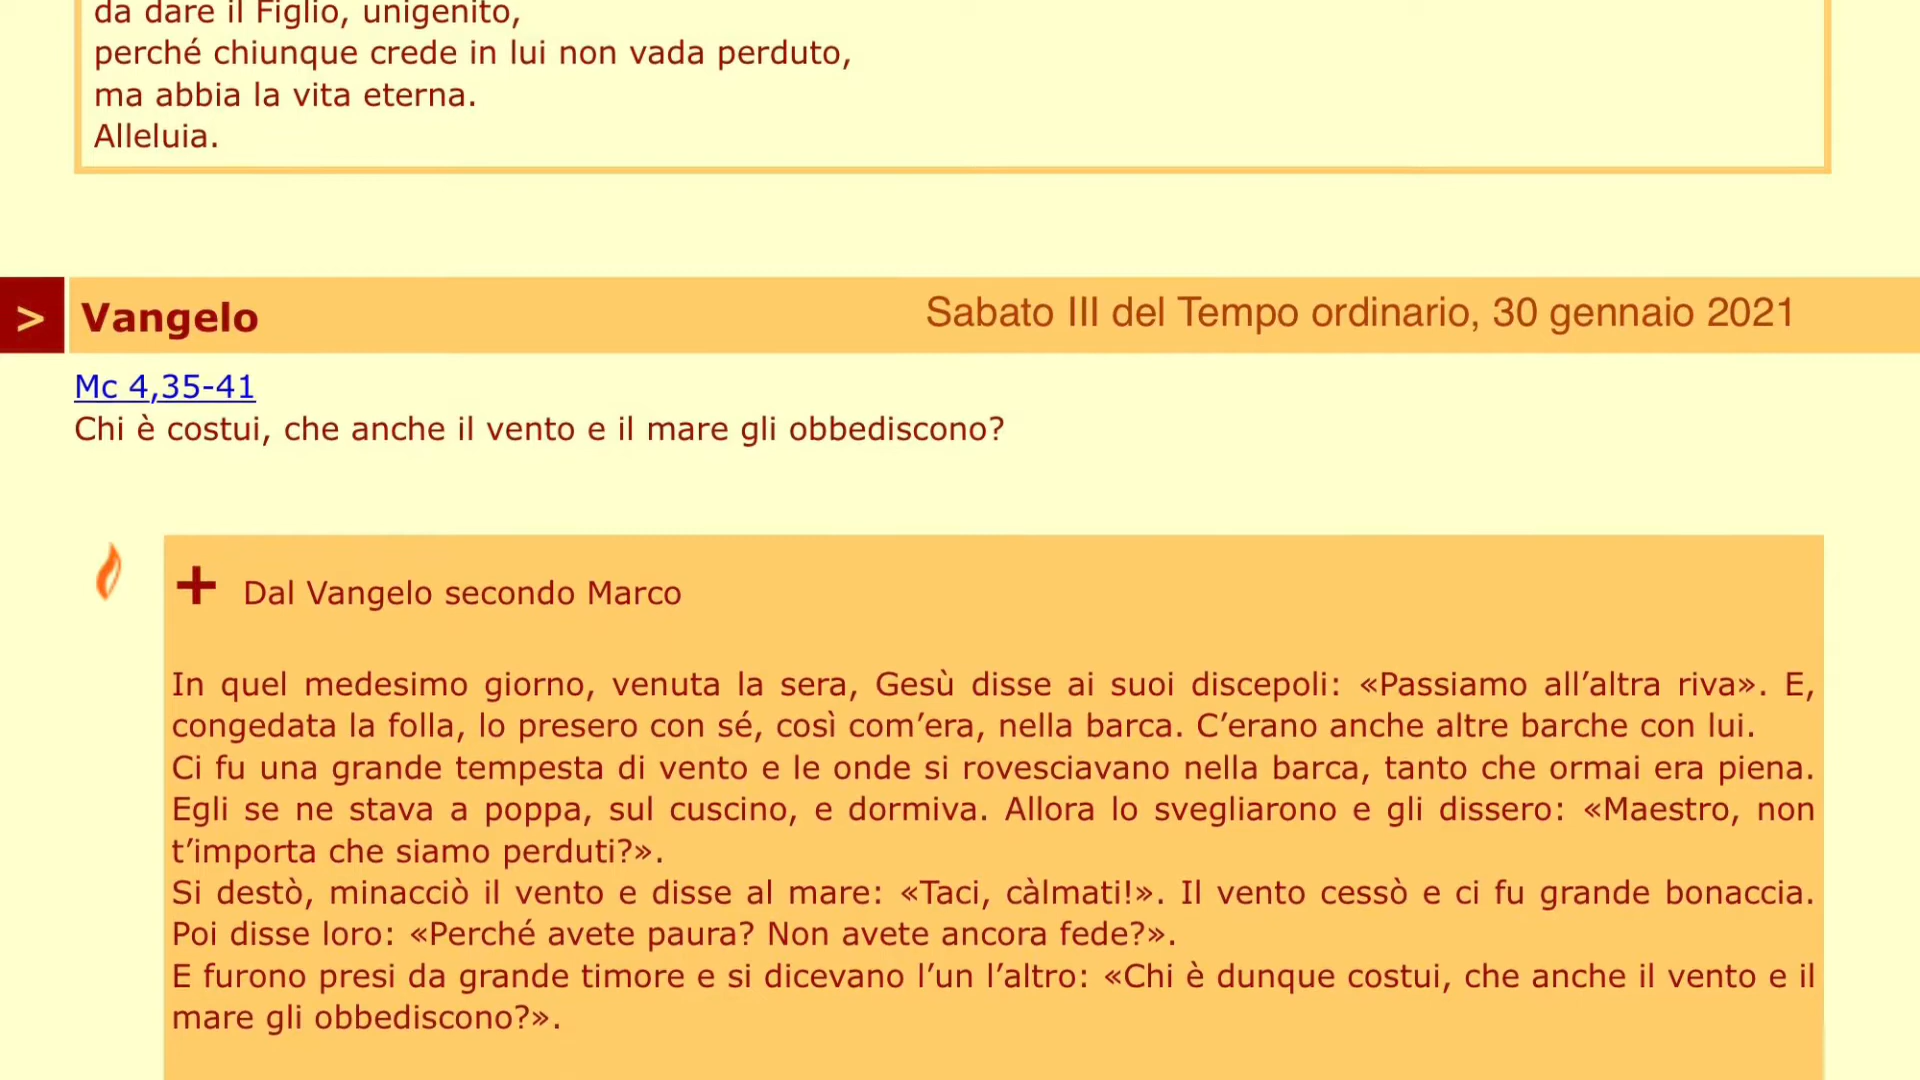 da dare il Figlio, unigenito,
perché chiunque crede in lui non vada perduto,
ma abbia la vita eterna.
Alleluia.
> Vangelo
Sabato III del Tempo ordinario, 30 gennaio 2021
Mc 4,35-41
Chi è costui, che anche il vento e il mare gli obbediscono?
+ Dal Vangelo secondo Marco
In quel medesimo giorno, venuta la sera, Gesù disse ai suoi discepoli: «Passiamo all’altra riva». E,
congedata la folla, lo presero con sé, così com’era, nella barca. C’erano anche altre barche con lui.
Ci fu una grande tempesta di vento e le onde si rovesciavano nella barca, tanto che ormai era piena.
Egli se ne stava a poppa, sul cuscino, e dormiva. Allora lo svegliarono e gli dissero: «Maestro, non
t’importa che siamo perduti?».
Si destò, minacciò il vento e disse al mare: «Taci, càlmati!». Il vento cessò e ci fu grande bonaccia.
Poi disse loro: «Perché avete paura? Non avete ancora fede?».
E furono presi da grande timore e si dicevano l’un l’altro: «Chi è dunque costui, che anche il vento e il
mare gli obbediscono?».